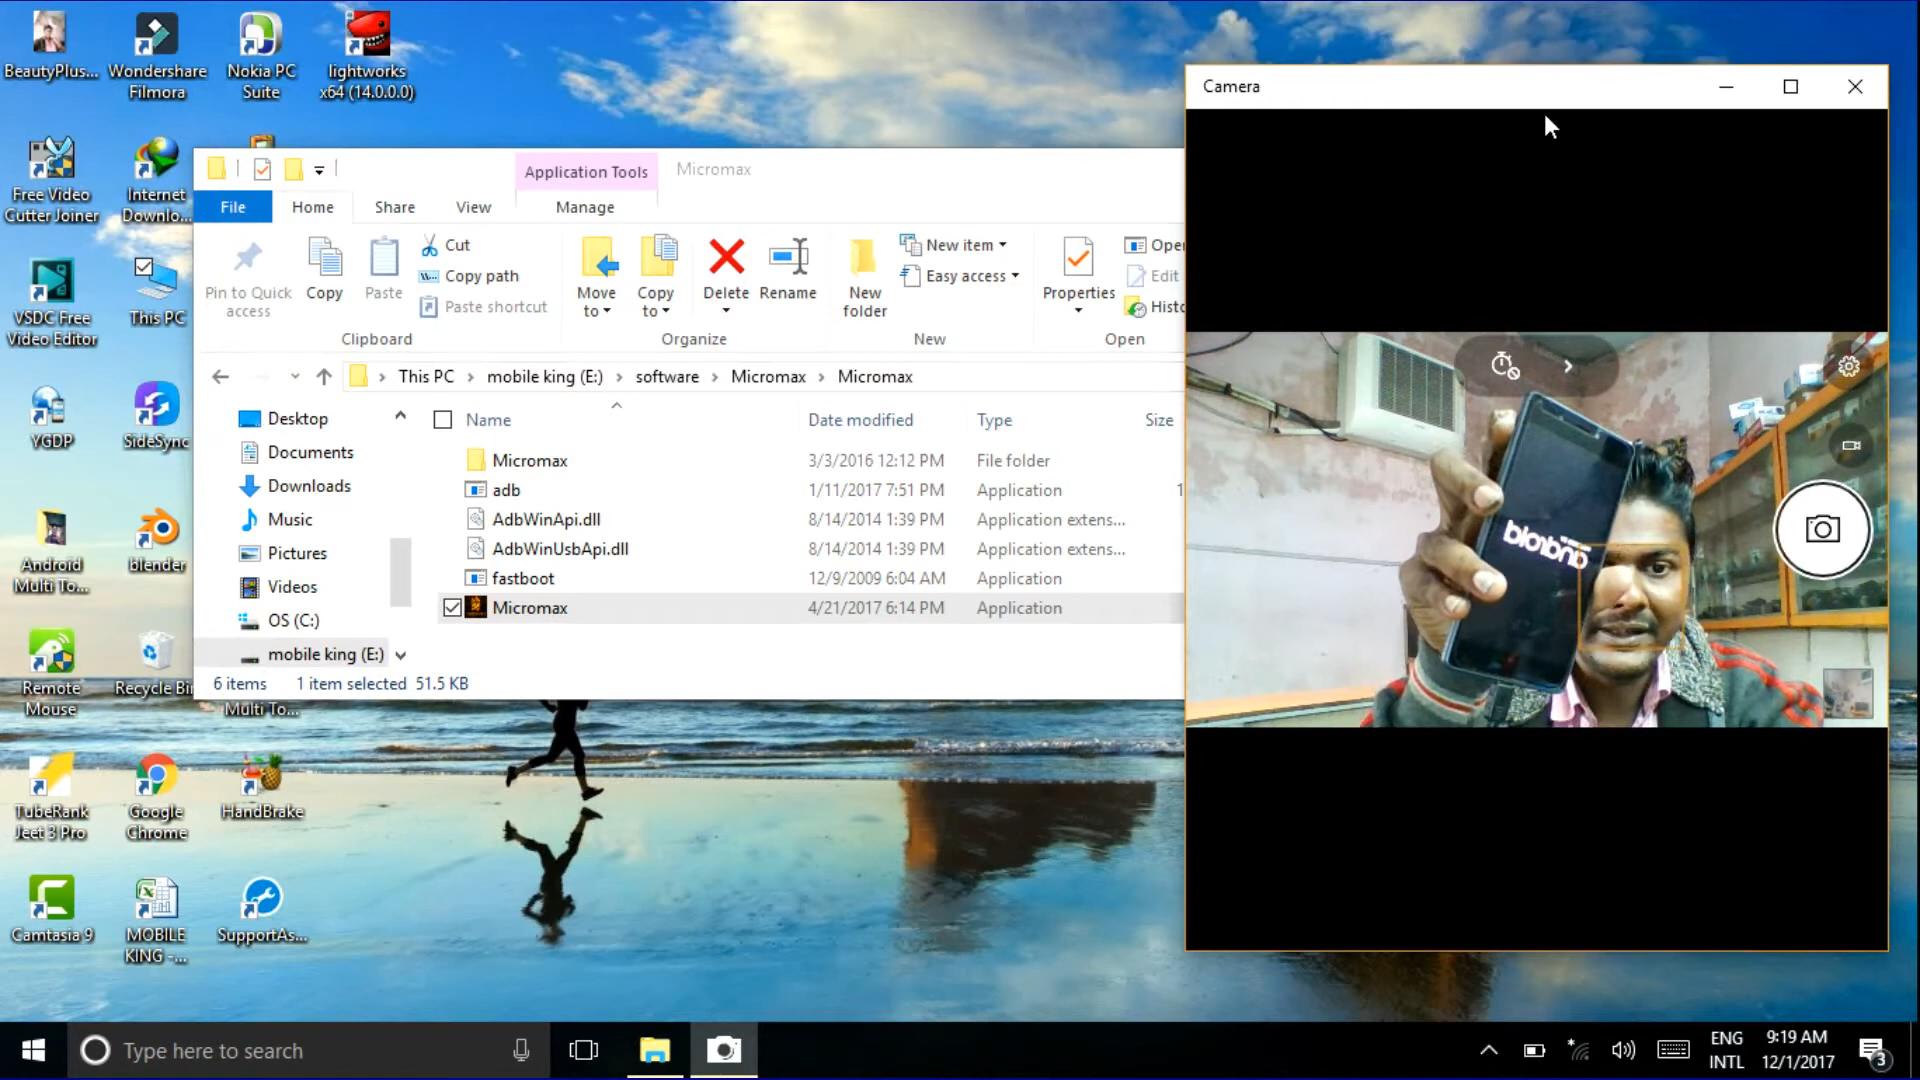 BeautyPlus...
Wondershare
Filmora
Nokia PC
Suite
lightworks
x64 (14.0.0.0)
Free Video
Cutter Joiner
Internet
Downlo...
VSDC Free
Video Editor
This PC
YGDP
SideSync
Android
Multi To...
blender
Remote
Mouse
Recycle Bin
Multi To...
TubeRank
Jeet 3 Pro
Google
Chrome
HandBrake
Camtasia 9
MOBILE
KING -...
SupportAs...
Application Tools
Micromax
File
Home
Share
View
Manage
Pin to Quick
access
Copy
Paste
Cut
Copy path
Paste shortcut
Clipboard
Move
to
Copy
to
Delete
Rename
Organize
New
folder
New item
Easy access
New
Properties
Open
Edit
Histo
Open
This PC
mobile king (E:)
software
Micromax
Micromax
Desktop
Documents
Downloads
Music
Pictures
Videos
OS (C:)
mobile king (E:)
Name
Date modified
Type
Size
Micromax
3/3/2016 12:12 PM
File folder
adb
1/11/2017 7:51 PM
Application
1
AdbWinApi.dll
8/14/2014 1:39 PM
Application extens...
AdbWinUsbApi.dll
8/14/2014 1:39 PM
Application extens...
fastboot
12/9/2009 6:04 AM
Application
Micromax
4/21/2017 6:14 PM
Application
6 items
1 item selected
51.5 KB
Camera
android
Type here to search
ENG
INTL
9:19 AM
12/1/2017
3